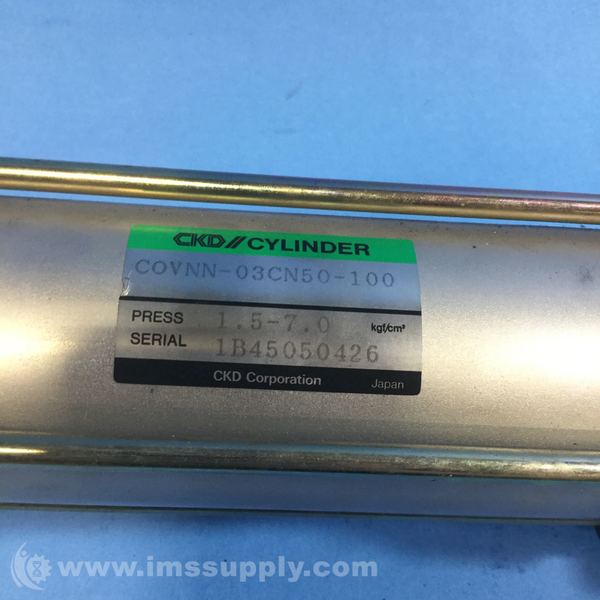 CKD//CYLINDER
COVNN-03CN50-100
PRESS 1.5-7.0 kgf/cm²
SERIAL 1B45050426
CKD Corporation Japan
www.imssupply.com